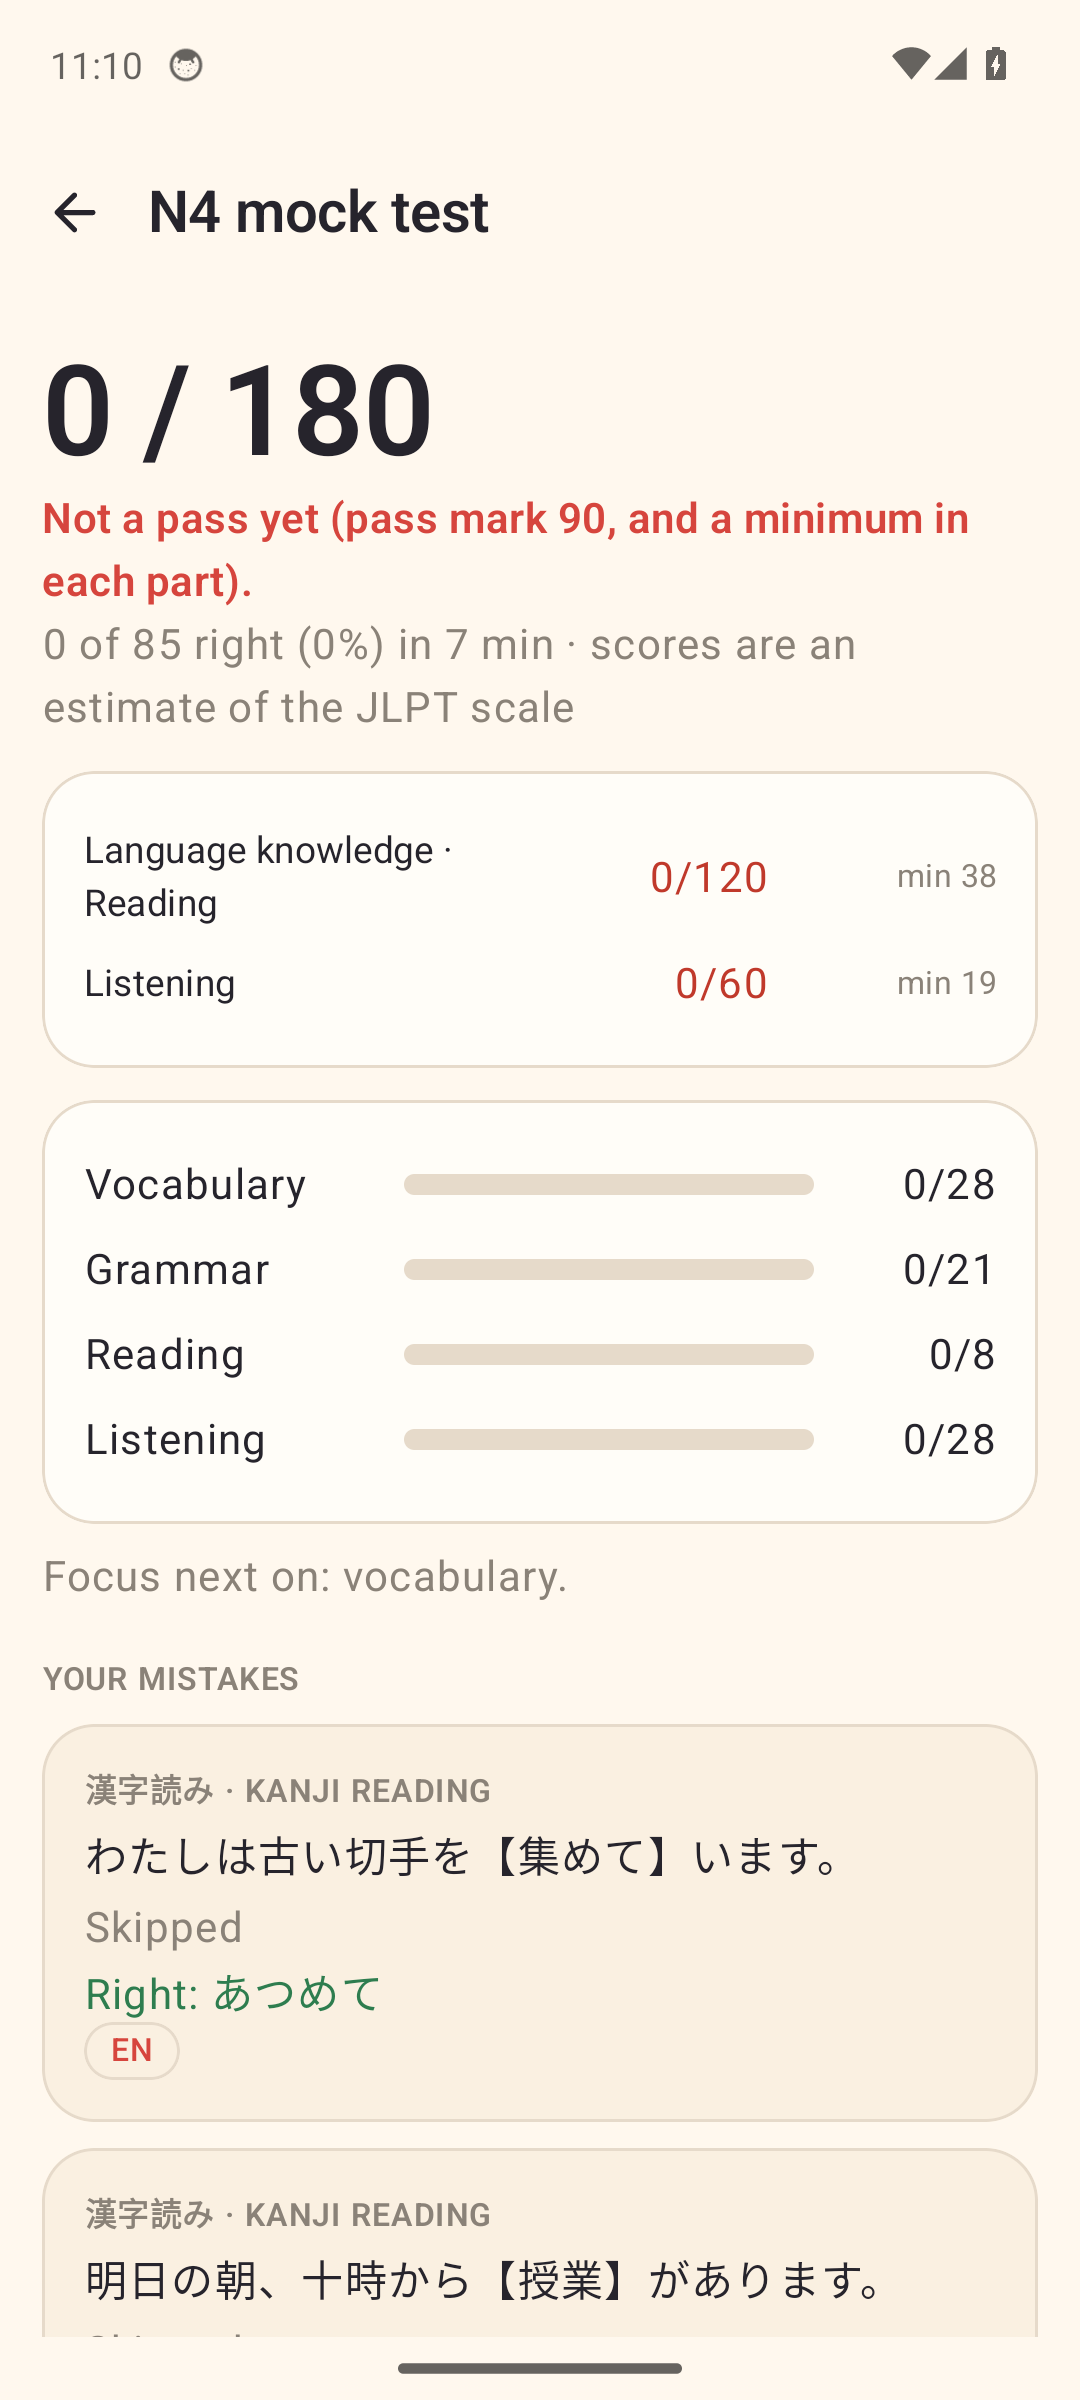 11:10
N4 mock test
0 / 180
Not a pass yet (pass mark 90, and a minimum in
each part).
0 of 85 right (0%) in 7 min · scores are an
estimate of the JLPT scale
Language knowledge ·
Reading
0/120
min 38
Listening
0/60
min 19
Vocabulary
0/28
Grammar
0/21
Reading
0/8
Listening
0/28
Focus next on: vocabulary.
YOUR MISTAKES
漢字読み · KANJI READING
わたしは古い切手を【集めて】います。
Skipped
Right: あつめて
EN
漢字読み · KANJI READING
明日の朝、十時から【授業】があります。